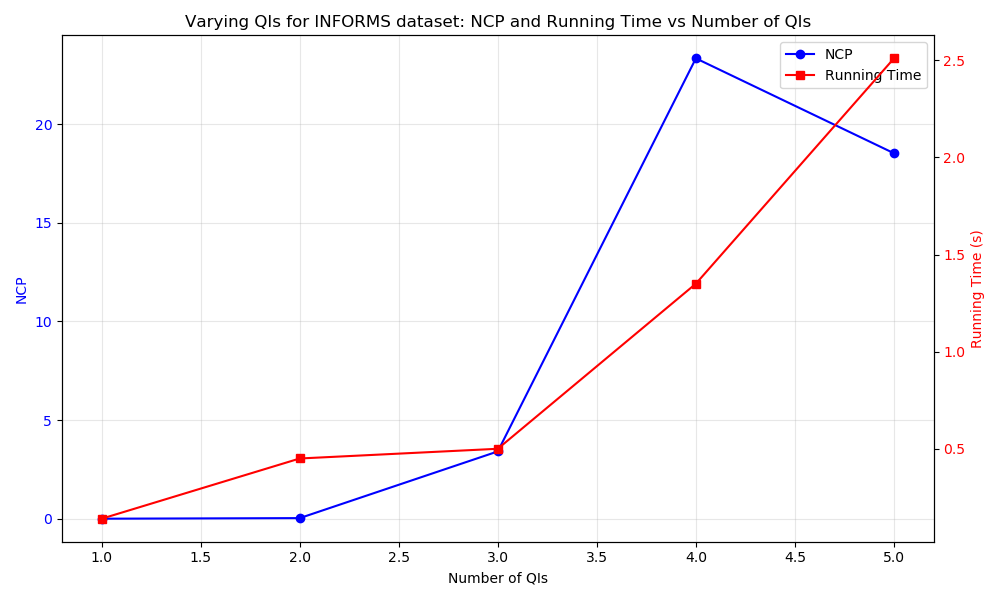 Varying QIs for INFORMS dataset: NCP and Running Time vs Number of QIs
NCP
Running Time
20
15
10
5
0
NCP
2.5
2.0
1.5
1.0
0.5
Running Time (s)
1.0 1.5 2.0 2.5 3.0 3.5 4.0 4.5 5.0
Number of QIs